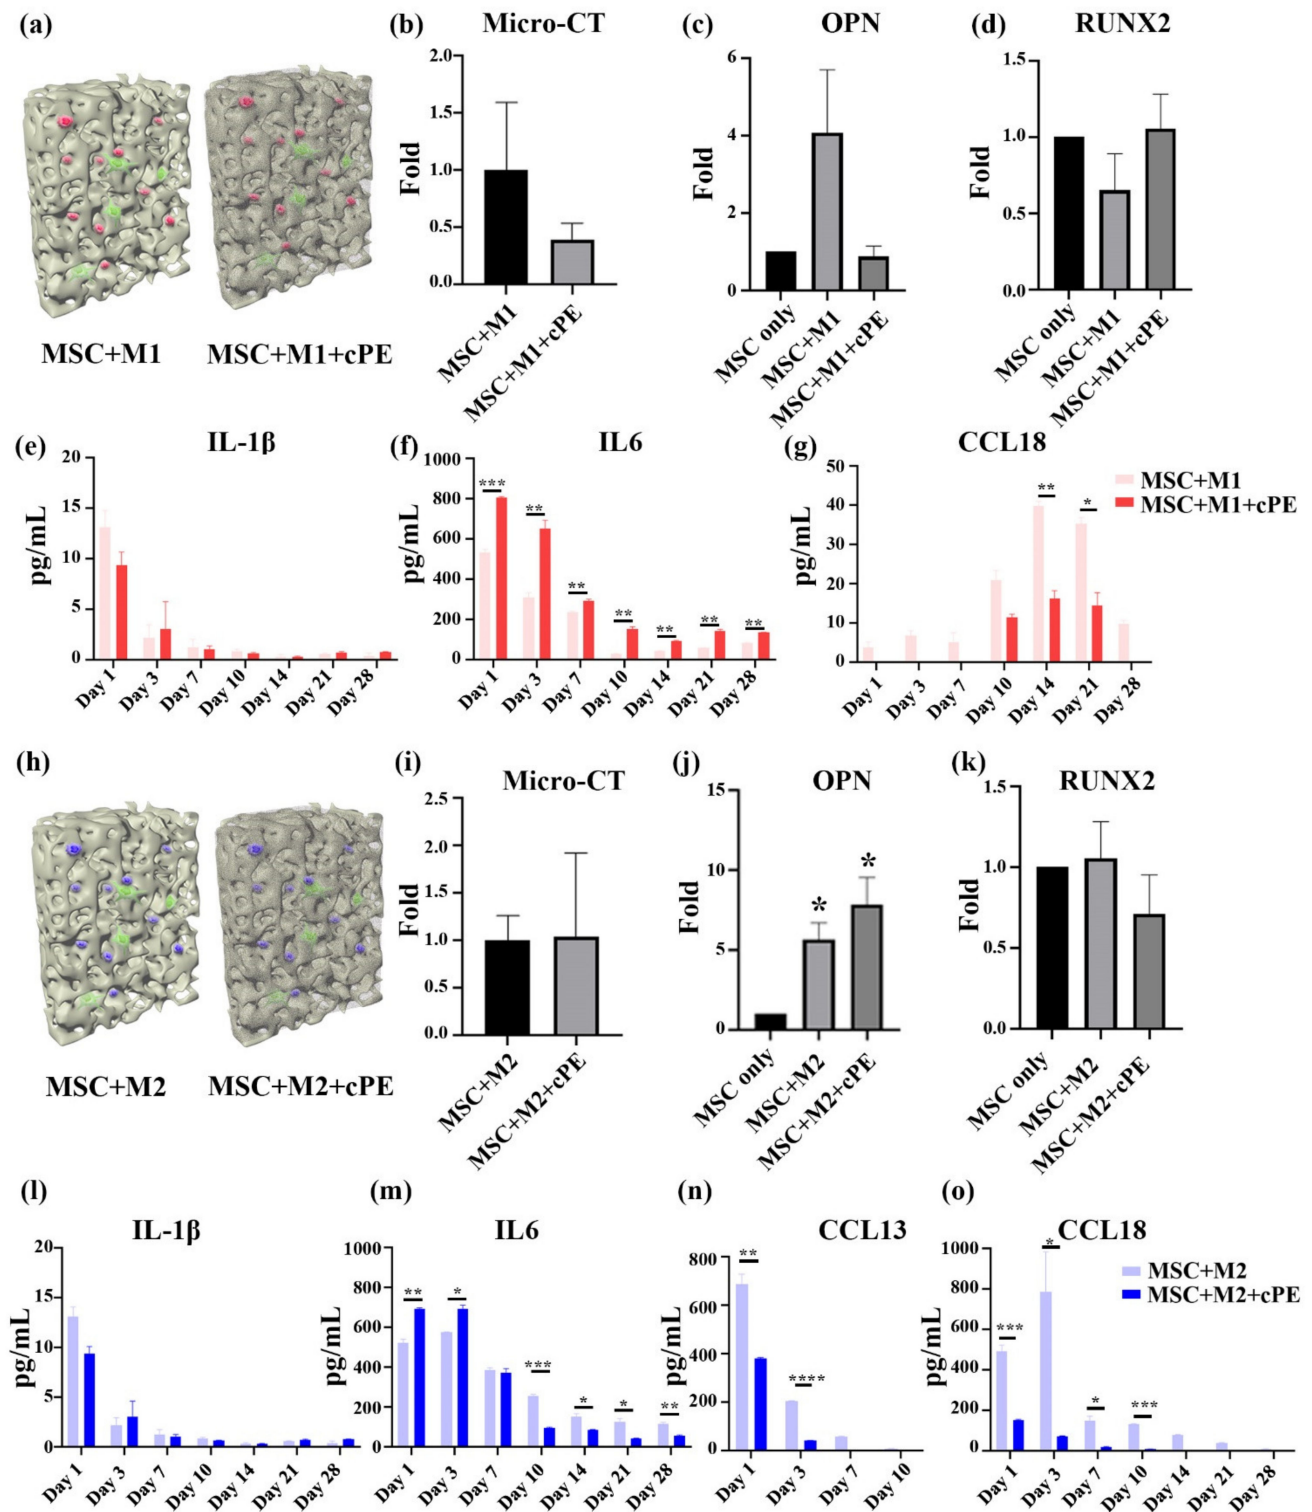 (a)
(b) Micro-CT
(c) OPN
(d) RUNX2
MSC+M1
MSC+M1+cPE
Fold
2.0
1.5
1.0
0.5
0.0
MSC+M1
MSC+M1+cPE
Fold
6
4
2
0
MSC only
MSC+M1
MSC+M1+cPE
Fold
1.5
1.0
0.5
0.0
MSC only
MSC+M1
MSC+M1+cPE
(e) IL-1β
pg/mL
20
15
10
5
0
Day 1 Day 3 Day 7 Day 10 Day 14 Day 21 Day 28
(f) IL6
pg/mL
1000
800
600
400
200
0
*** ** ** ** ** ** **
Day 1 Day 3 Day 7 Day 10 Day 14 Day 21 Day 28
(g) CCL18
pg/mL
50
40
30
20
10
0
** *
Day 1 Day 3 Day 7 Day 10 Day 14 Day 21 Day 28
MSC+M1
MSC+M1+cPE
(h)
MSC+M2
MSC+M2+cPE
(i) Micro-CT
Fold
2.5
2.0
1.5
1.0
0.5
0.0
MSC+M2
MSC+M2+cPE
(j) OPN
Fold
15
10
5
0
* *
MSC only
MSC+M2
MSC+M2+cPE
(k) RUNX2
Fold
1.5
1.0
0.5
0.0
MSC only
MSC+M2
MSC+M2+cPE
(l) IL-1β
pg/mL
20
15
10
5
0
Day 1 Day 3 Day 7 Day 10 Day 14 Day 21 Day 28
(m) IL6
pg/mL
1000
800
600
400
200
0
** * *** * * **
Day 1 Day 3 Day 7 Day 10 Day 14 Day 21 Day 28
(n) CCL13
pg/mL
800
600
400
200
0
** ****
Day 1 Day 3 Day 7 Day 10
(o) CCL18
pg/mL
1000
800
600
400
200
0
*** * * ***
Day 1 Day 3 Day 7 Day 10 Day 14 Day 21 Day 28
MSC+M2
MSC+M2+cPE